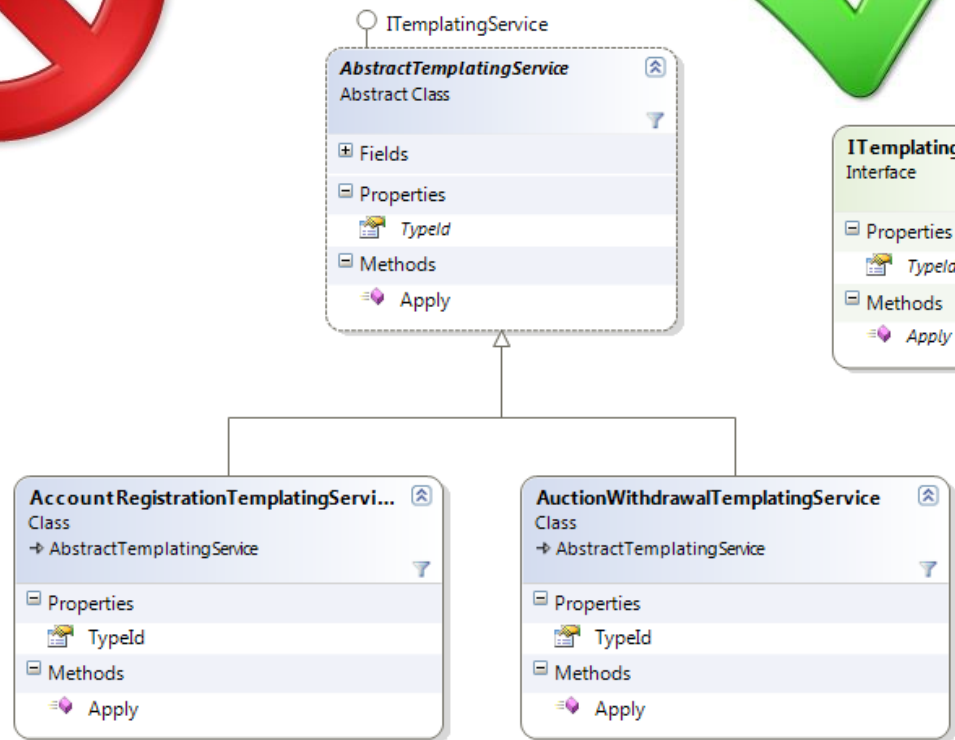 ITemplatingService
AbstractTemplatingService
Abstract Class
Fields
Properties
TypeId
Methods
Apply
ITemplating
Interface
Properties
TypeId
Methods
Apply
AccountRegistrationTemplatingServi...
Class
AbstractTemplatingService
Properties
TypeId
Methods
Apply
AuctionWithdrawalTemplatingService
Class
AbstractTemplatingService
Properties
TypeId
Methods
Apply